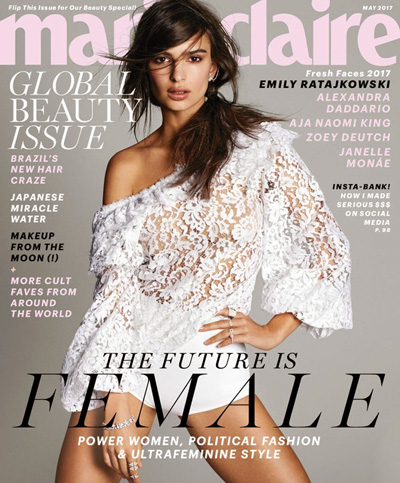 Flip This Issue for Our Beauty Special!
MAY 2017
marie claire
GLOBAL
BEAUTY
ISSUE
BRAZIL'S
NEW HAIR
CRAZE
JAPANESE
MIRACLE
WATER
MAKEUP
FROM THE
MOON (!)
+
MORE CULT
FAVES FROM
AROUND
THE WORLD
Fresh Faces 2017
EMILY RATAJKOWSKI
ALEXANDRA
DADDARIO
AJA NAOMI KING
ZOEY DEUTCH
JANELLE
MONÁE
INSTA-BANK!
HOW I MADE
SERIOUS $$$
ON SOCIAL
MEDIA
P. 98
THE FUTURE IS
FEMALE
POWER WOMEN, POLITICAL FASHION
& ULTRAFEMININE STYLE